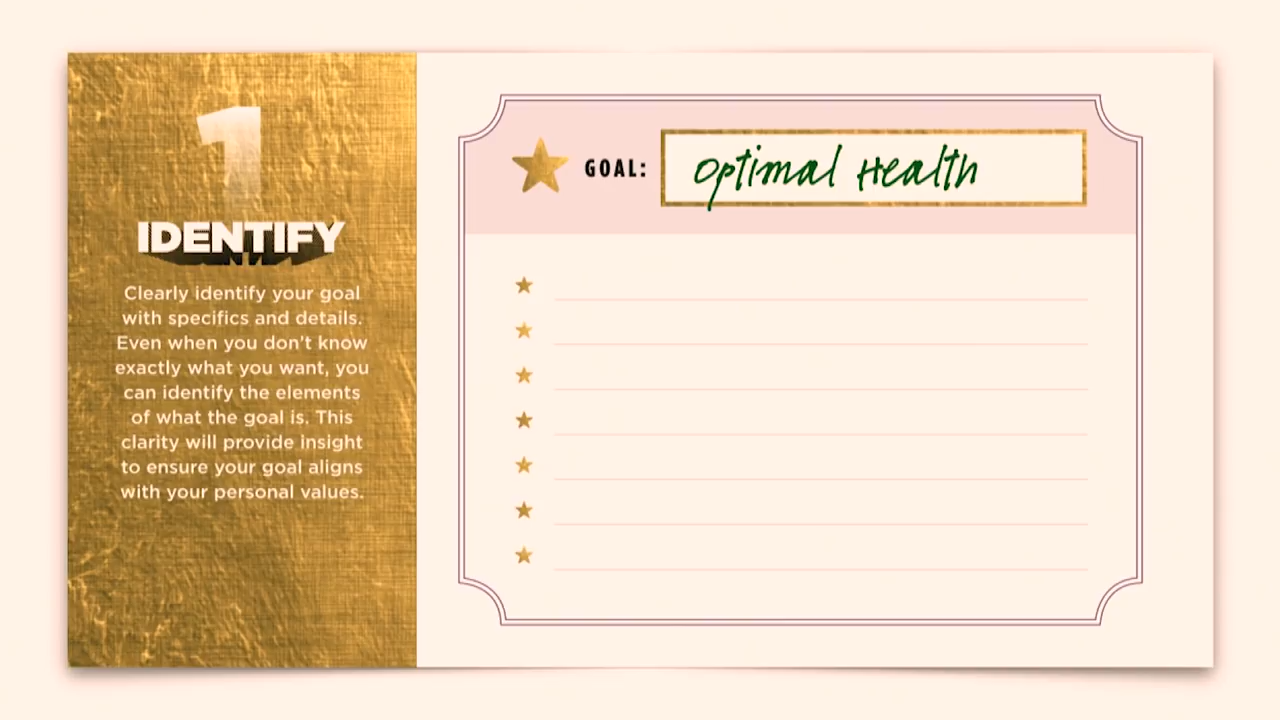 1
IDENTIFY
Clearly identify your goal
with specifics and details.
Even when you don't know
exactly what you want, you
can identify the elements
of what the goal is. This
clarity will provide insight
to ensure your goal aligns
with your personal values.
GOAL: Optimal Health